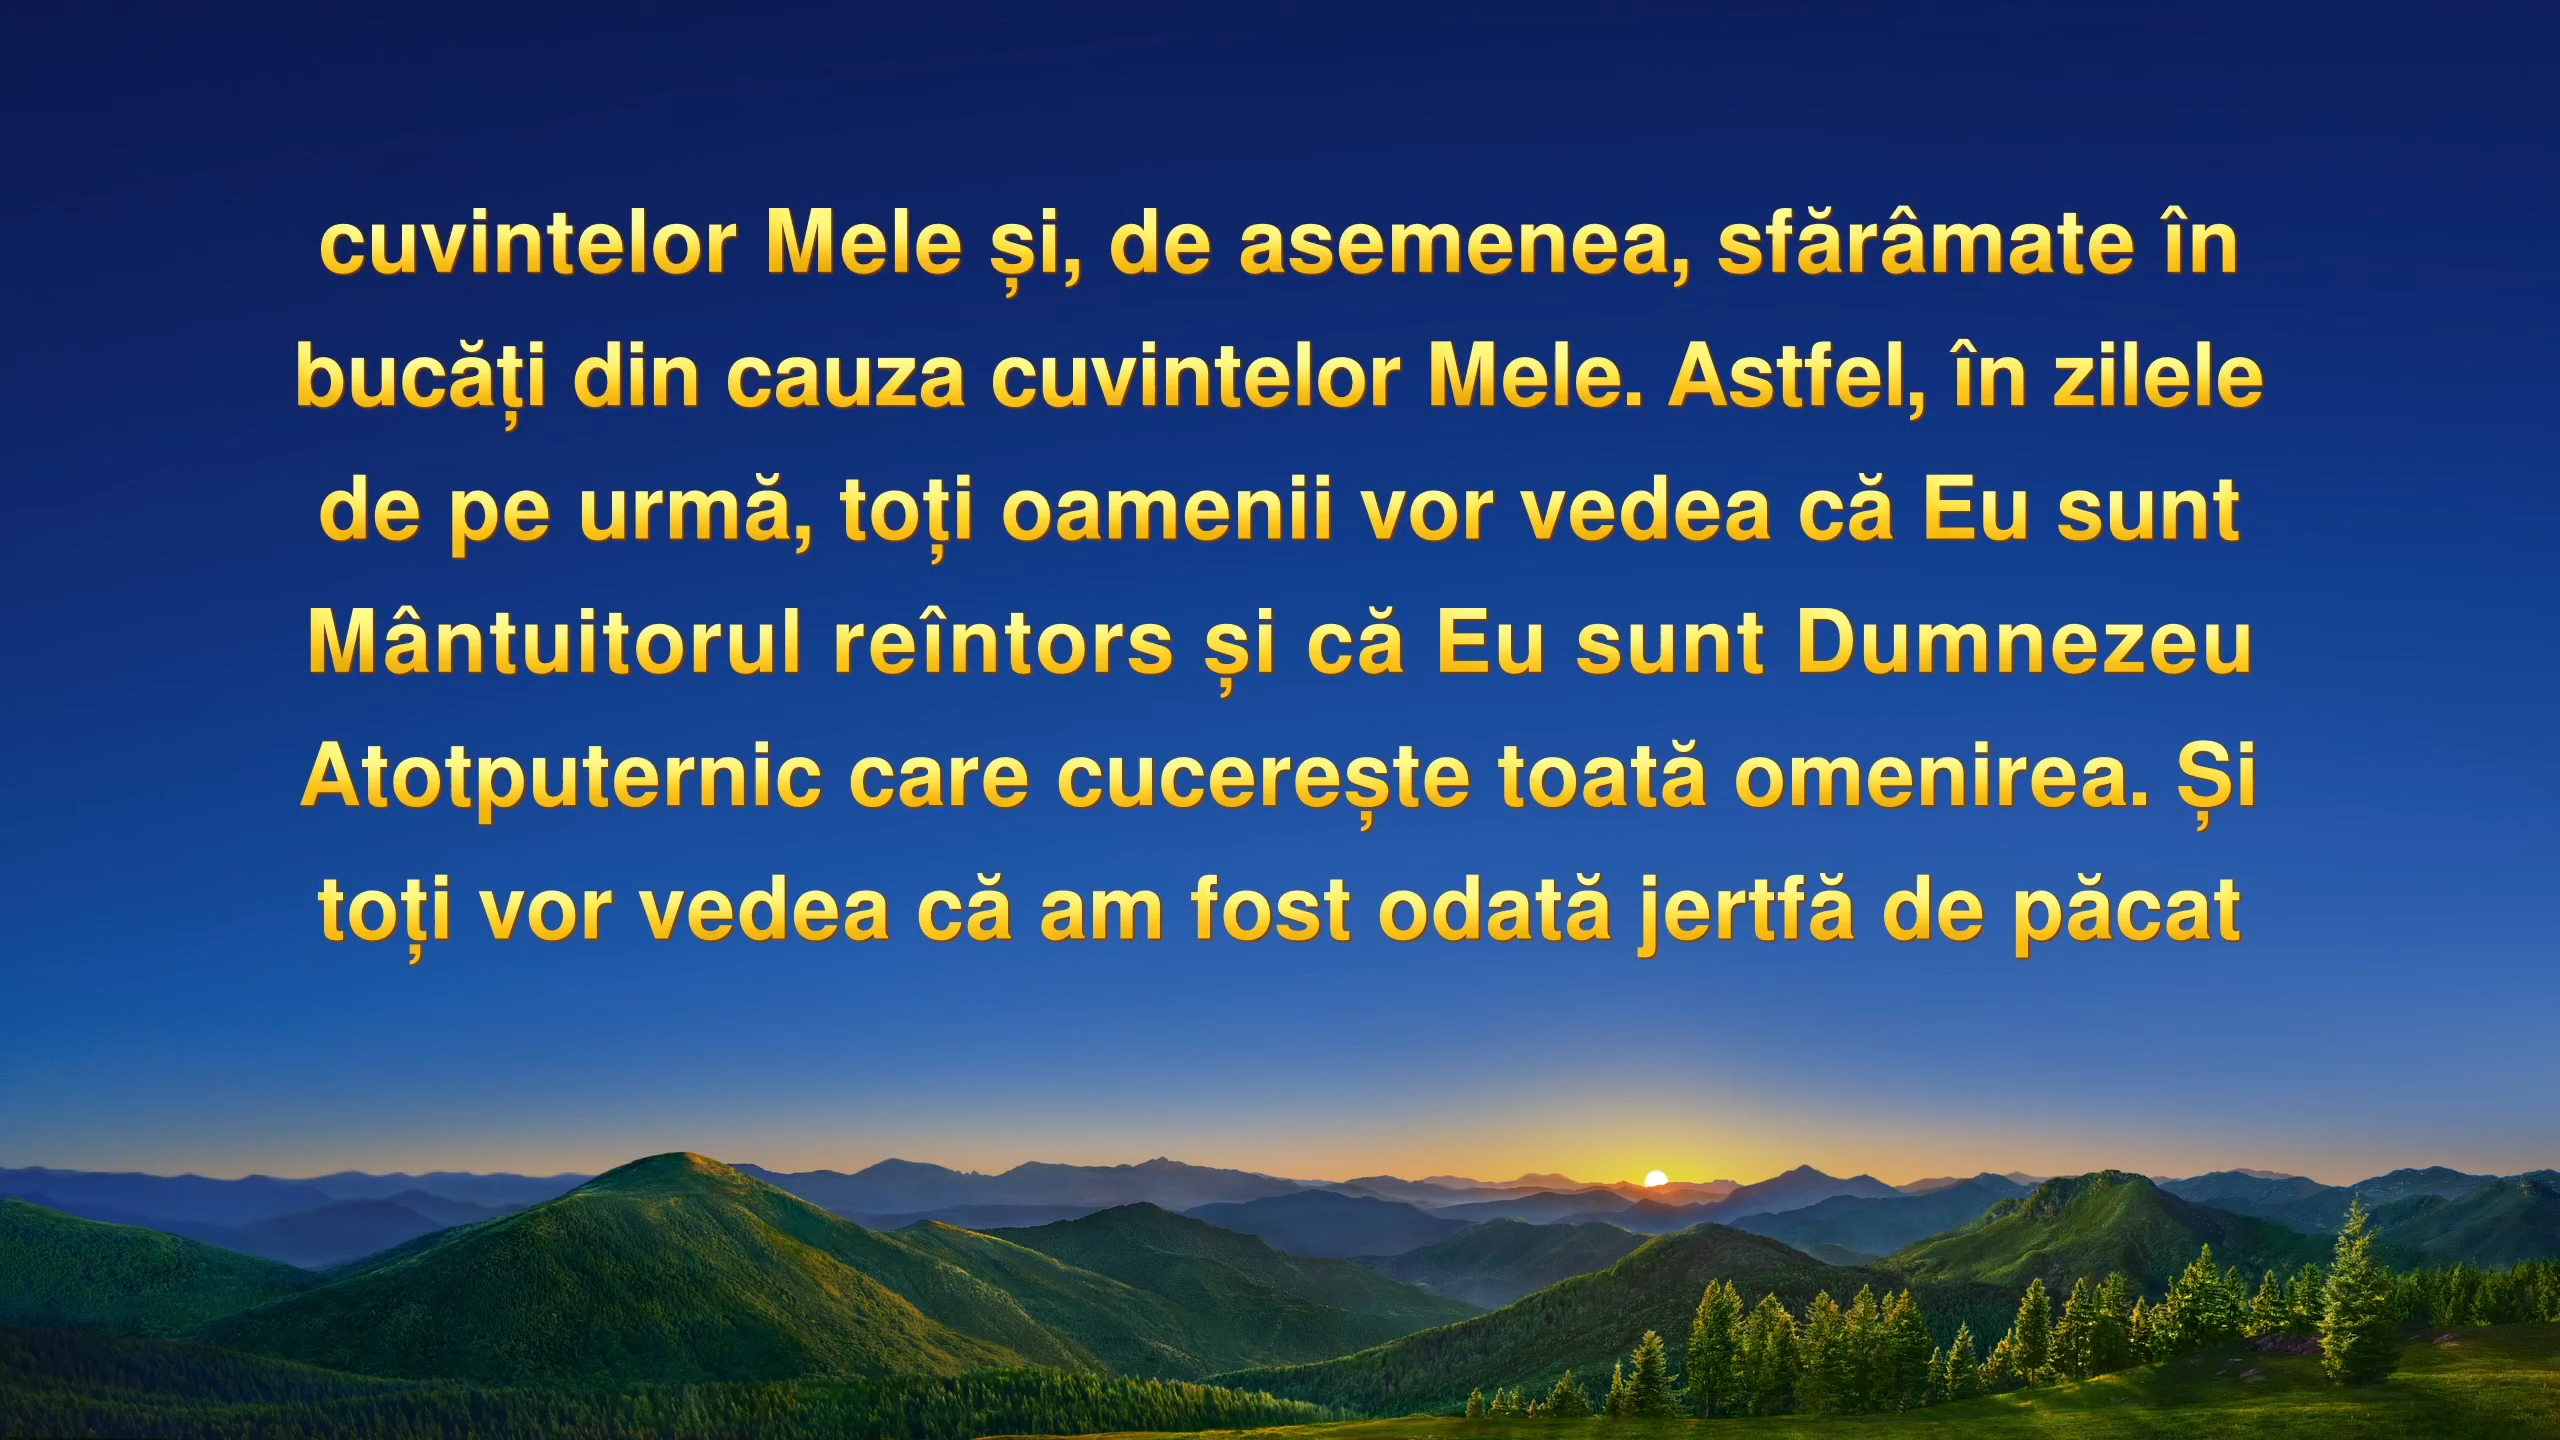 cuvintelor Mele și, de asemenea, sfărâmate în
bucăți din cauza cuvintelor Mele. Astfel, în zilele
de pe urmă, toți oamenii vor vedea că Eu sunt
Mântuitorul reîntors și că Eu sunt Dumnezeu
Atotputernic care cucerește toată omenirea. Și
toți vor vedea că am fost odată jertfă de păcat